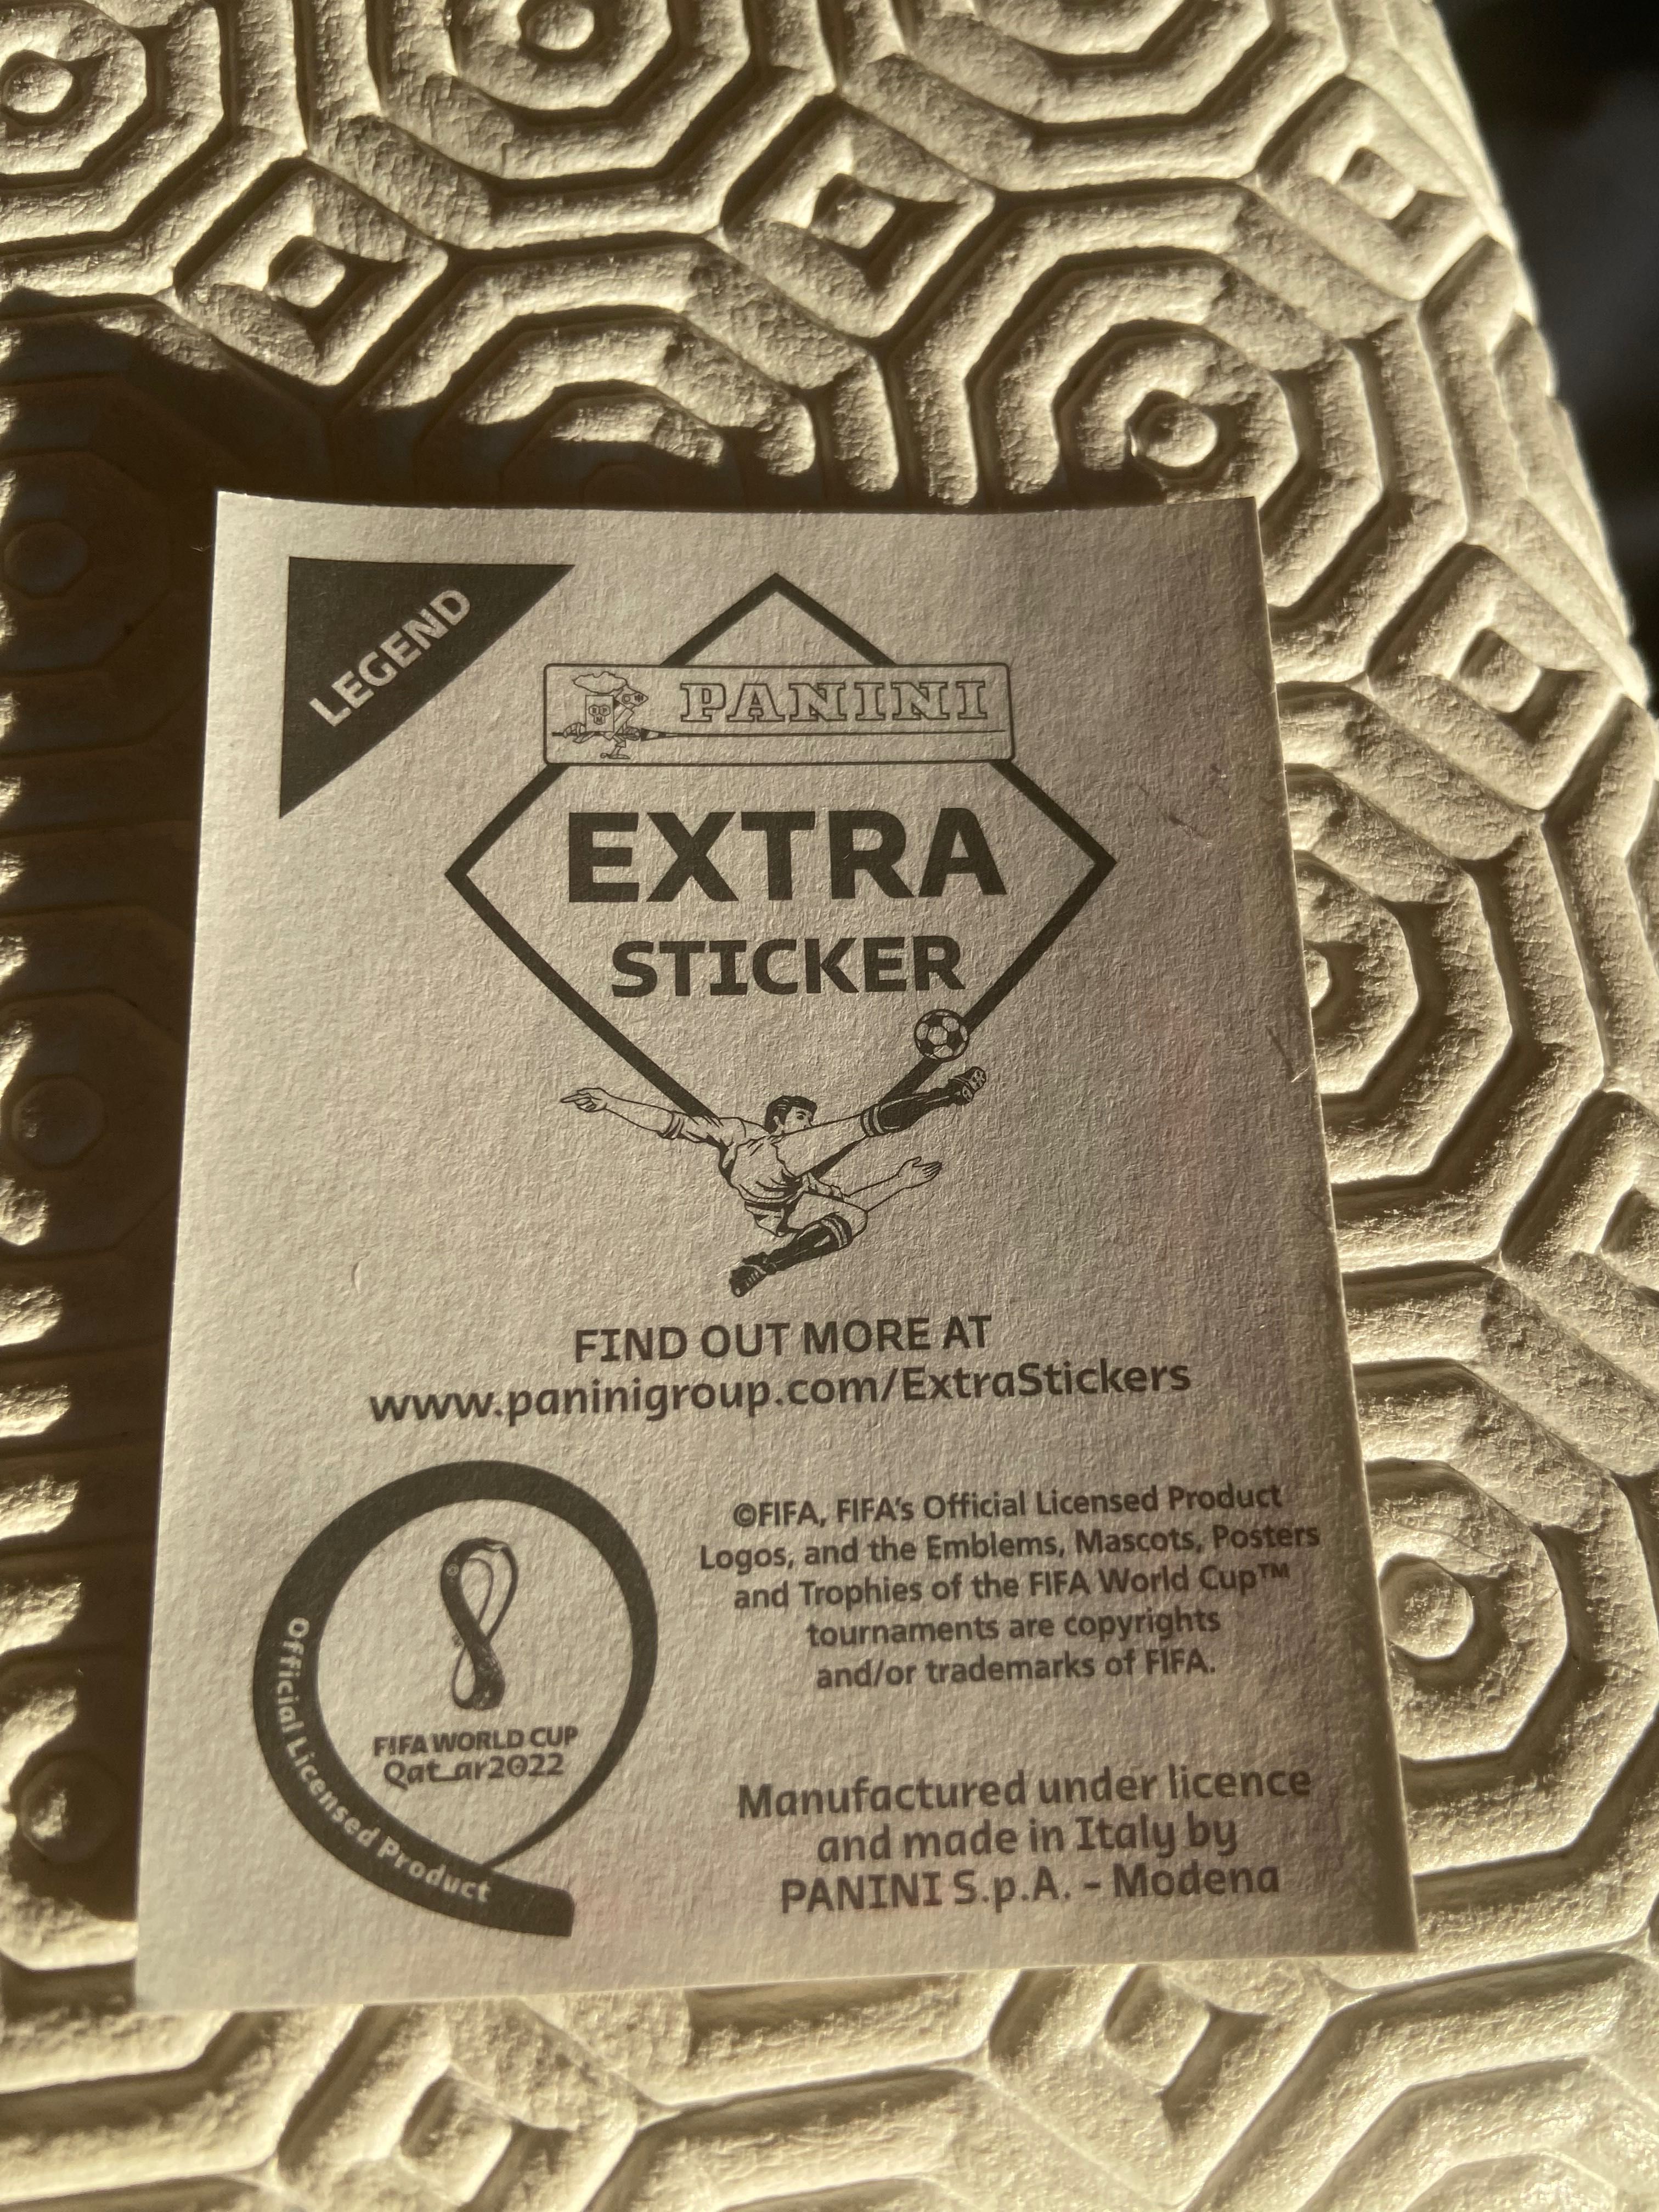 LEGEND
PANINI
EXTRA
STICKER
FIND OUT MORE AT
www.paninigroup.com/ExtraStickers
©FIFA, FIFA's Official Licensed Product
Logos, and the Emblems, Mascots, Posters
and Trophies of the FIFA World Cup™
tournaments are copyrights
and/or trademarks of FIFA.
Official Licensed Product
FIFA WORLD CUP
Qatar2022
Manufactured under licence
and made in Italy by
PANINI S.p.A. - Modena